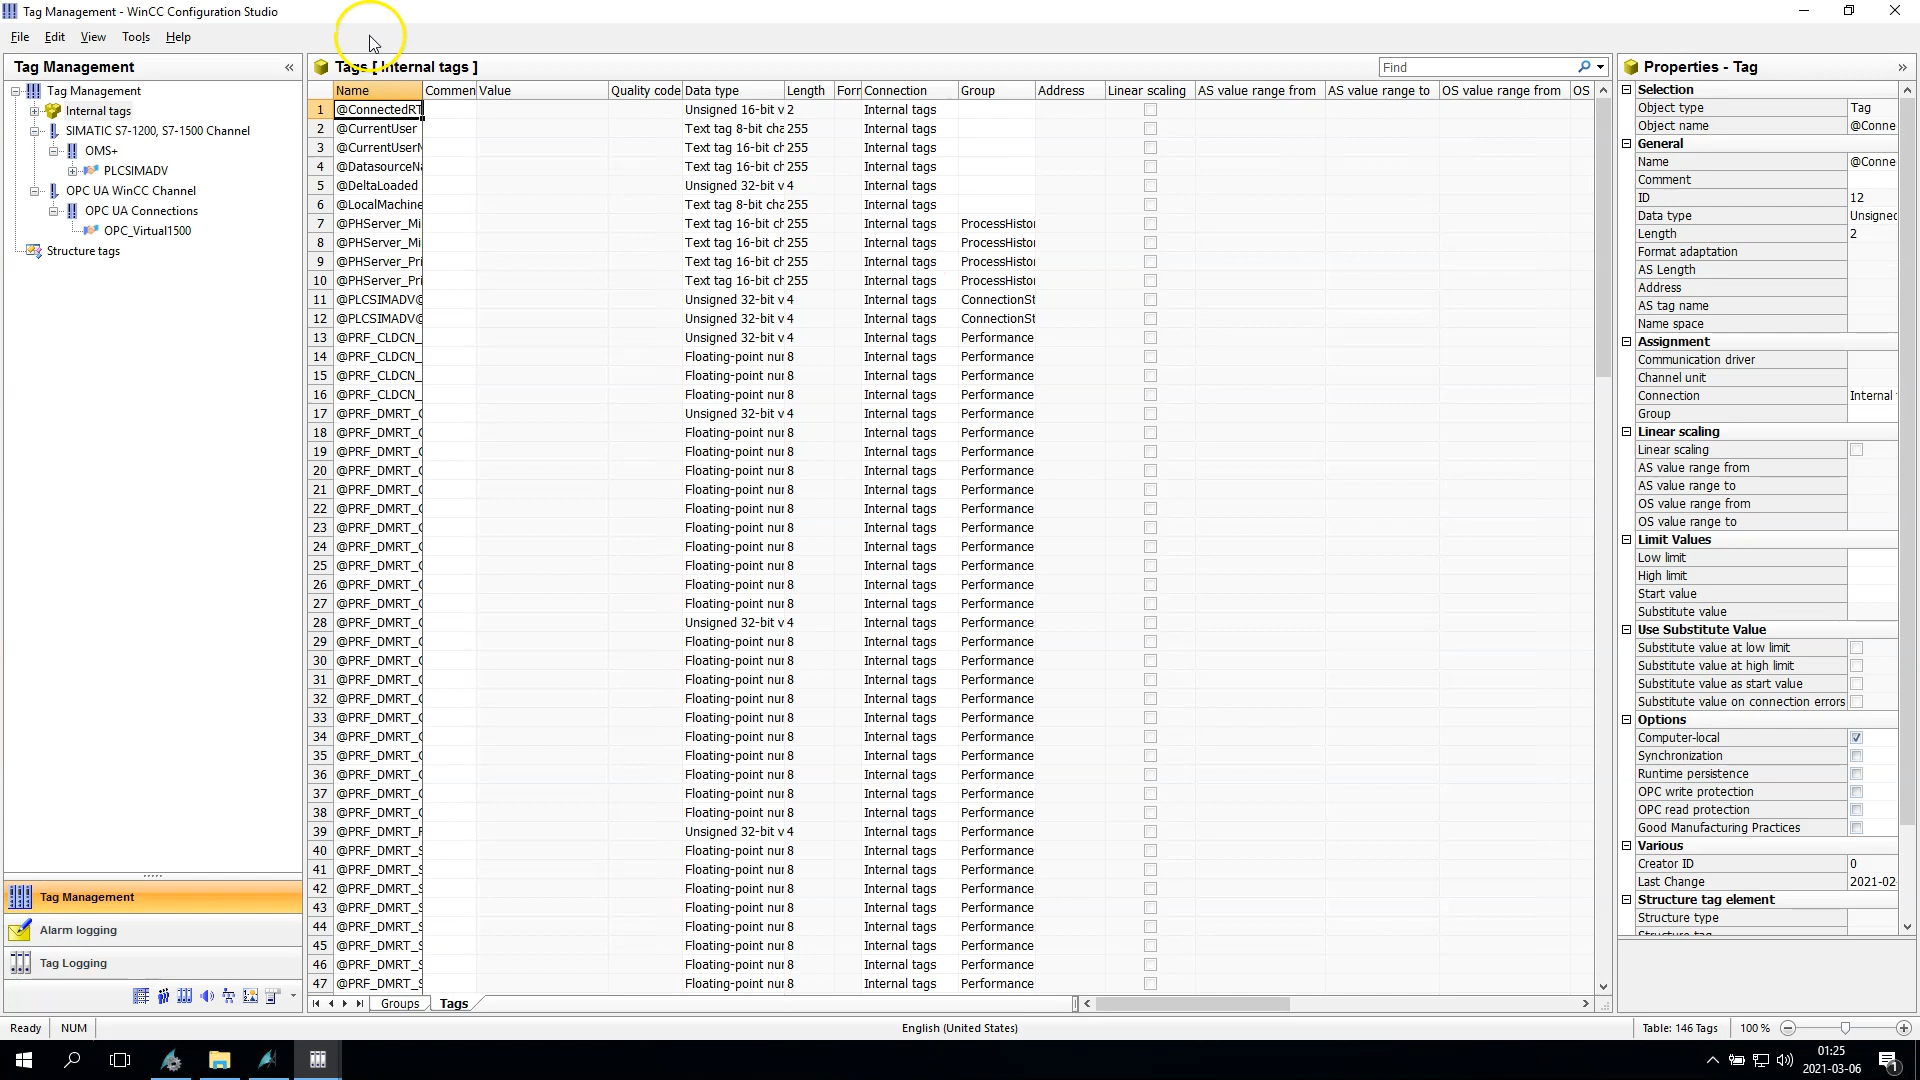 Tag Management - WinCC Configuration Studio
File Edit View Tools Help
Tag Management «
Tag Management
Internal tags
SIMATIC S7-1200, S7-1500 Channel
OMS+
PLCSIMADV
OPC UA WinCC Channel
OPC UA Connections
OPC_Virtual1500
Structure tags
Tag Management
Alarm logging
Tag Logging
Tags [ Internal tags ] Find
Name Commen Value Quality code Data type Length Forn Connection Group Address Linear scaling AS value range from AS value range to OS value range from OS
1 @ConnectedRT Unsigned 16-bit v 2 Internal tags
2 @CurrentUser Text tag 8-bit cha 255 Internal tags
3 @CurrentUserN Text tag 16-bit ch 255 Internal tags
4 @DatasourceNa Text tag 16-bit ch 255 Internal tags
5 @DeltaLoaded Unsigned 32-bit v 4 Internal tags
6 @LocalMachine Text tag 8-bit cha 255 Internal tags
7 @PHServer_Mi Text tag 16-bit ch 255 Internal tags ProcessHistor
8 @PHServer_Mi Text tag 16-bit ch 255 Internal tags ProcessHistor
9 @PHServer_Pri Text tag 16-bit ch 255 Internal tags ProcessHistor
10 @PHServer_Pri Text tag 16-bit ch 255 Internal tags ProcessHistor
11 @PLCSIMADV@ Unsigned 32-bit v 4 Internal tags ConnectionSt
12 @PLCSIMADV@ Unsigned 32-bit v 4 Internal tags ConnectionSt
13 @PRF_CLDCN_ Unsigned 32-bit v 4 Internal tags Performance
14 @PRF_CLDCN_ Floating-point nur 8 Internal tags Performance
15 @PRF_CLDCN_ Floating-point nur 8 Internal tags Performance
16 @PRF_CLDCN_ Floating-point nur 8 Internal tags Performance
17 @PRF_DMRT_C Unsigned 32-bit v 4 Internal tags Performance
18 @PRF_DMRT_C Floating-point nur 8 Internal tags Performance
19 @PRF_DMRT_C Floating-point nur 8 Internal tags Performance
20 @PRF_DMRT_C Floating-point nur 8 Internal tags Performance
21 @PRF_DMRT_C Floating-point nur 8 Internal tags Performance
22 @PRF_DMRT_C Floating-point nur 8 Internal tags Performance
23 @PRF_DMRT_C Floating-point nur 8 Internal tags Performance
24 @PRF_DMRT_C Floating-point nur 8 Internal tags Performance
25 @PRF_DMRT_C Floating-point nur 8 Internal tags Performance
26 @PRF_DMRT_C Floating-point nur 8 Internal tags Performance
27 @PRF_DMRT_C Floating-point nur 8 Internal tags Performance
28 @PRF_DMRT_C Unsigned 32-bit v 4 Internal tags Performance
29 @PRF_DMRT_C Floating-point nur 8 Internal tags Performance
30 @PRF_DMRT_C Floating-point nur 8 Internal tags Performance
31 @PRF_DMRT_C Floating-point nur 8 Internal tags Performance
32 @PRF_DMRT_C Floating-point nur 8 Internal tags Performance
33 @PRF_DMRT_C Floating-point nur 8 Internal tags Performance
34 @PRF_DMRT_C Floating-point nur 8 Internal tags Performance
35 @PRF_DMRT_C Floating-point nur 8 Internal tags Performance
36 @PRF_DMRT_C Floating-point nur 8 Internal tags Performance
37 @PRF_DMRT_C Floating-point nur 8 Internal tags Performance
38 @PRF_DMRT_C Floating-point nur 8 Internal tags Performance
39 @PRF_DMRT_F Unsigned 32-bit v 4 Internal tags Performance
40 @PRF_DMRT_S Floating-point nur 8 Internal tags Performance
41 @PRF_DMRT_S Floating-point nur 8 Internal tags Performance
42 @PRF_DMRT_S Floating-point nur 8 Internal tags Performance
43 @PRF_DMRT_S Floating-point nur 8 Internal tags Performance
44 @PRF_DMRT_S Floating-point nur 8 Internal tags Performance
45 @PRF_DMRT_S Floating-point nur 8 Internal tags Performance
46 @PRF_DMRT_S Floating-point nur 8 Internal tags Performance
47 @PRF_DMRT_S Floating-point nur 8 Internal tags Performance
Groups Tags
Properties - Tag »
Selection
Object type Tag
Object name @Conne
General
Name @Conne
Comment
ID 12
Data type Unsigned
Length 2
Format adaptation
AS Length
Address
AS tag name
Name space
Assignment
Communication driver
Channel unit
Connection Internal
Group
Linear scaling
Linear scaling
AS value range from
AS value range to
OS value range from
OS value range to
Limit Values
Low limit
High limit
Start value
Substitute value
Use Substitute Value
Substitute value at low limit
Substitute value at high limit
Substitute value as start value
Substitute value on connection errors
Options
Computer-local
Synchronization
Runtime persistence
OPC write protection
OPC read protection
Good Manufacturing Practices
Various
Creator ID 0
Last Change 2021-02
Structure tag element
Structure type
Structure tag
Ready NUM English (United States) Table: 146 Tags 100 %
01:25
2021-03-06
1